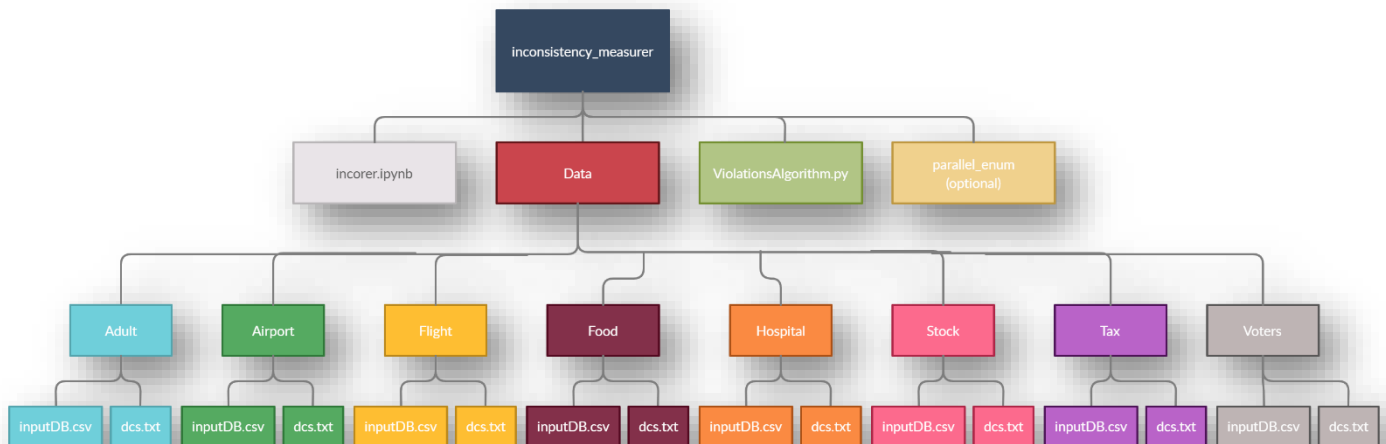 inconsistency_measurer
incorer.ipynb
Data
ViolationsAlgorithm.py
parallel_enum
(optional)
Adult
Airport
Flight
Food
Hospital
Stock
Tax
Voters
inputDB.csv
dcs.txt
inputDB.csv
dcs.txt
inputDB.csv
dcs.txt
inputDB.csv
dcs.txt
inputDB.csv
dcs.txt
inputDB.csv
dcs.txt
inputDB.csv
dcs.txt
inputDB.csv
dcs.txt